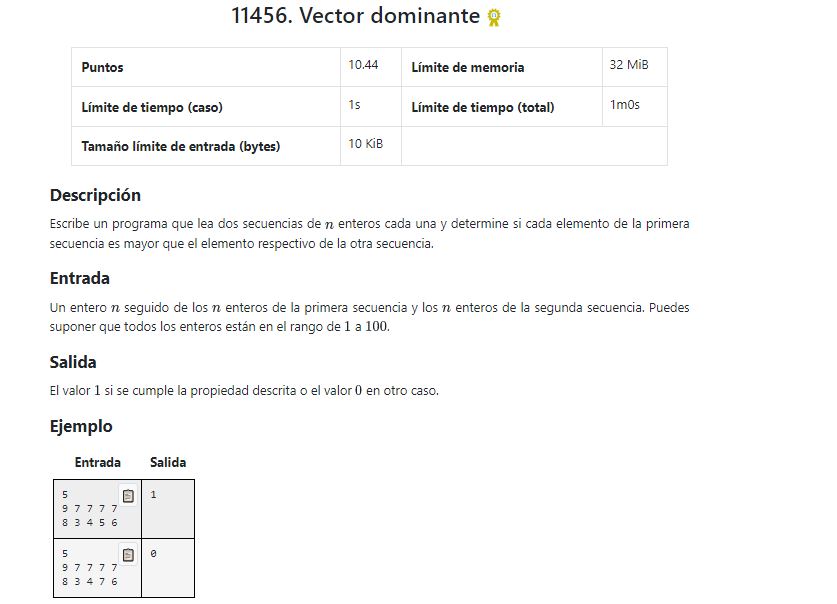 11456. Vector dominante
Puntos 10.44 Límite de memoria 32 MiB
Límite de tiempo (caso) 1s Límite de tiempo (total) 1m0s
Tamaño límite de entrada (bytes) 10 KiB
Descripción
Escribe un programa que lea dos secuencias de n enteros cada una y determine si cada elemento de la primera
secuencia es mayor que el elemento respectivo de la otra secuencia.
Entrada
Un entero n seguido de los n enteros de la primera secuencia y los n enteros de la segunda secuencia. Puedes
suponer que todos los enteros están en el rango de 1 a 100.
Salida
El valor 1 si se cumple la propiedad descrita o el valor 0 en otro caso.
Ejemplo
Entrada Salida
5 1
9 7 7 7 7
8 3 4 5 6
5 0
9 7 7 7 7
8 3 4 7 6